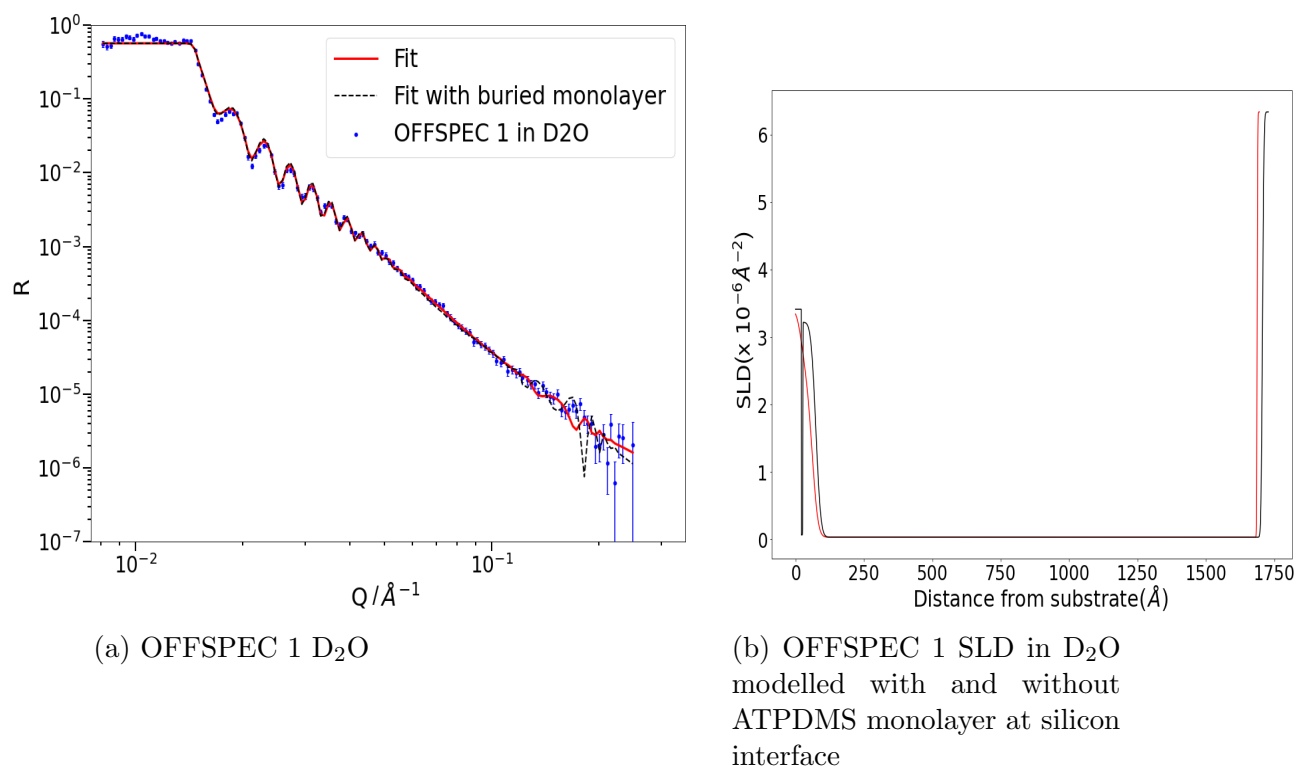 10⁰
10⁻¹
10⁻²
10⁻³
10⁻⁴
10⁻⁵
10⁻⁶
10⁻⁷
R
10⁻²
10⁻¹
Q /Å⁻¹
Fit
Fit with buried monolayer
OFFSPEC 1 in D2O
(a) OFFSPEC 1 D₂O
6
5
4
3
2
1
0
SLD(x 10⁻⁶Å⁻²)
0 250 500 750 1000 1250 1500 1750
Distance from substrate(Å)
(b) OFFSPEC 1 SLD in D₂O
modelled with and without
ATPDMS monolayer at silicon
interface